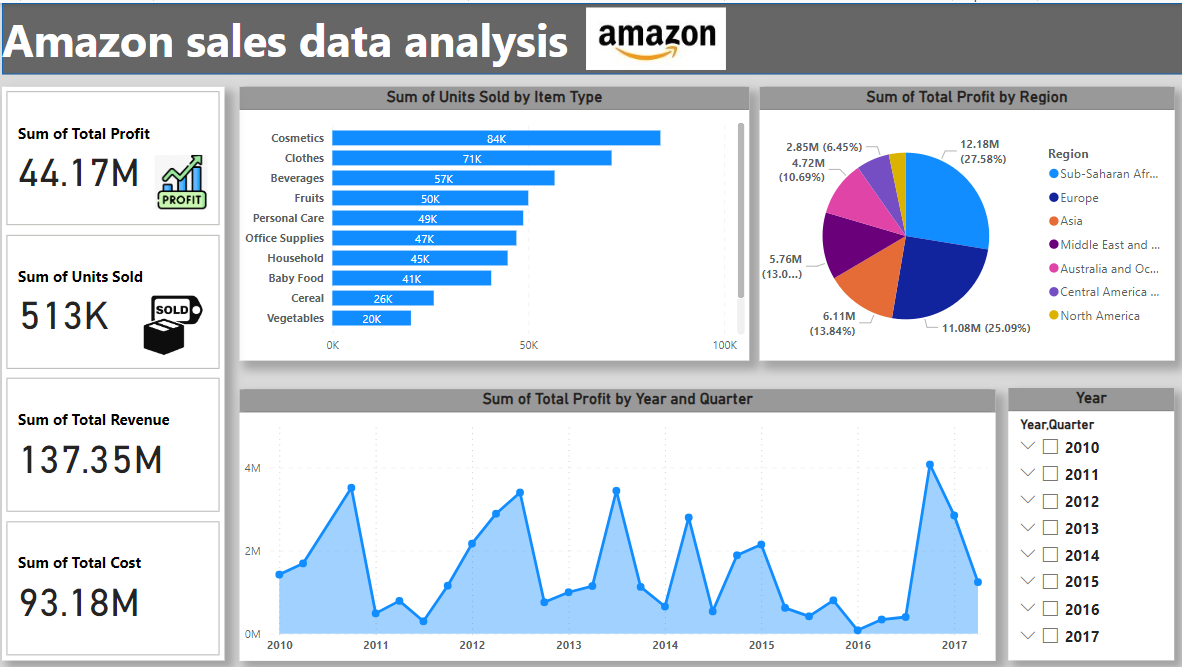 Amazon sales data analysis
amazon
Sum of Total Profit
44.17M
PROFIT
Sum of Units Sold
513K
SOLD
Sum of Total Revenue
137.35M
Sum of Total Cost
93.18M
Sum of Units Sold by Item Type
Cosmetics 84K
Clothes 71K
Beverages 57K
Fruits 50K
Personal Care 49K
Office Supplies 47K
Household 45K
Baby Food 41K
Cereal 26K
Vegetables 20K
0K 50K 100K
Sum of Total Profit by Region
2.85M (6.45%)
4.72M
(10.69%)
5.76M
(13.0...)
6.11M
(13.84%)
12.18M
(27.58%)
11.08M (25.09%)
Region
Sub-Saharan Afr...
Europe
Asia
Middle East and ...
Australia and Oc...
Central America ...
North America
Sum of Total Profit by Year and Quarter
4M
2M
0M
2010 2011 2012 2013 2014 2015 2016 2017
Year
Year,Quarter
2010
2011
2012
2013
2014
2015
2016
2017